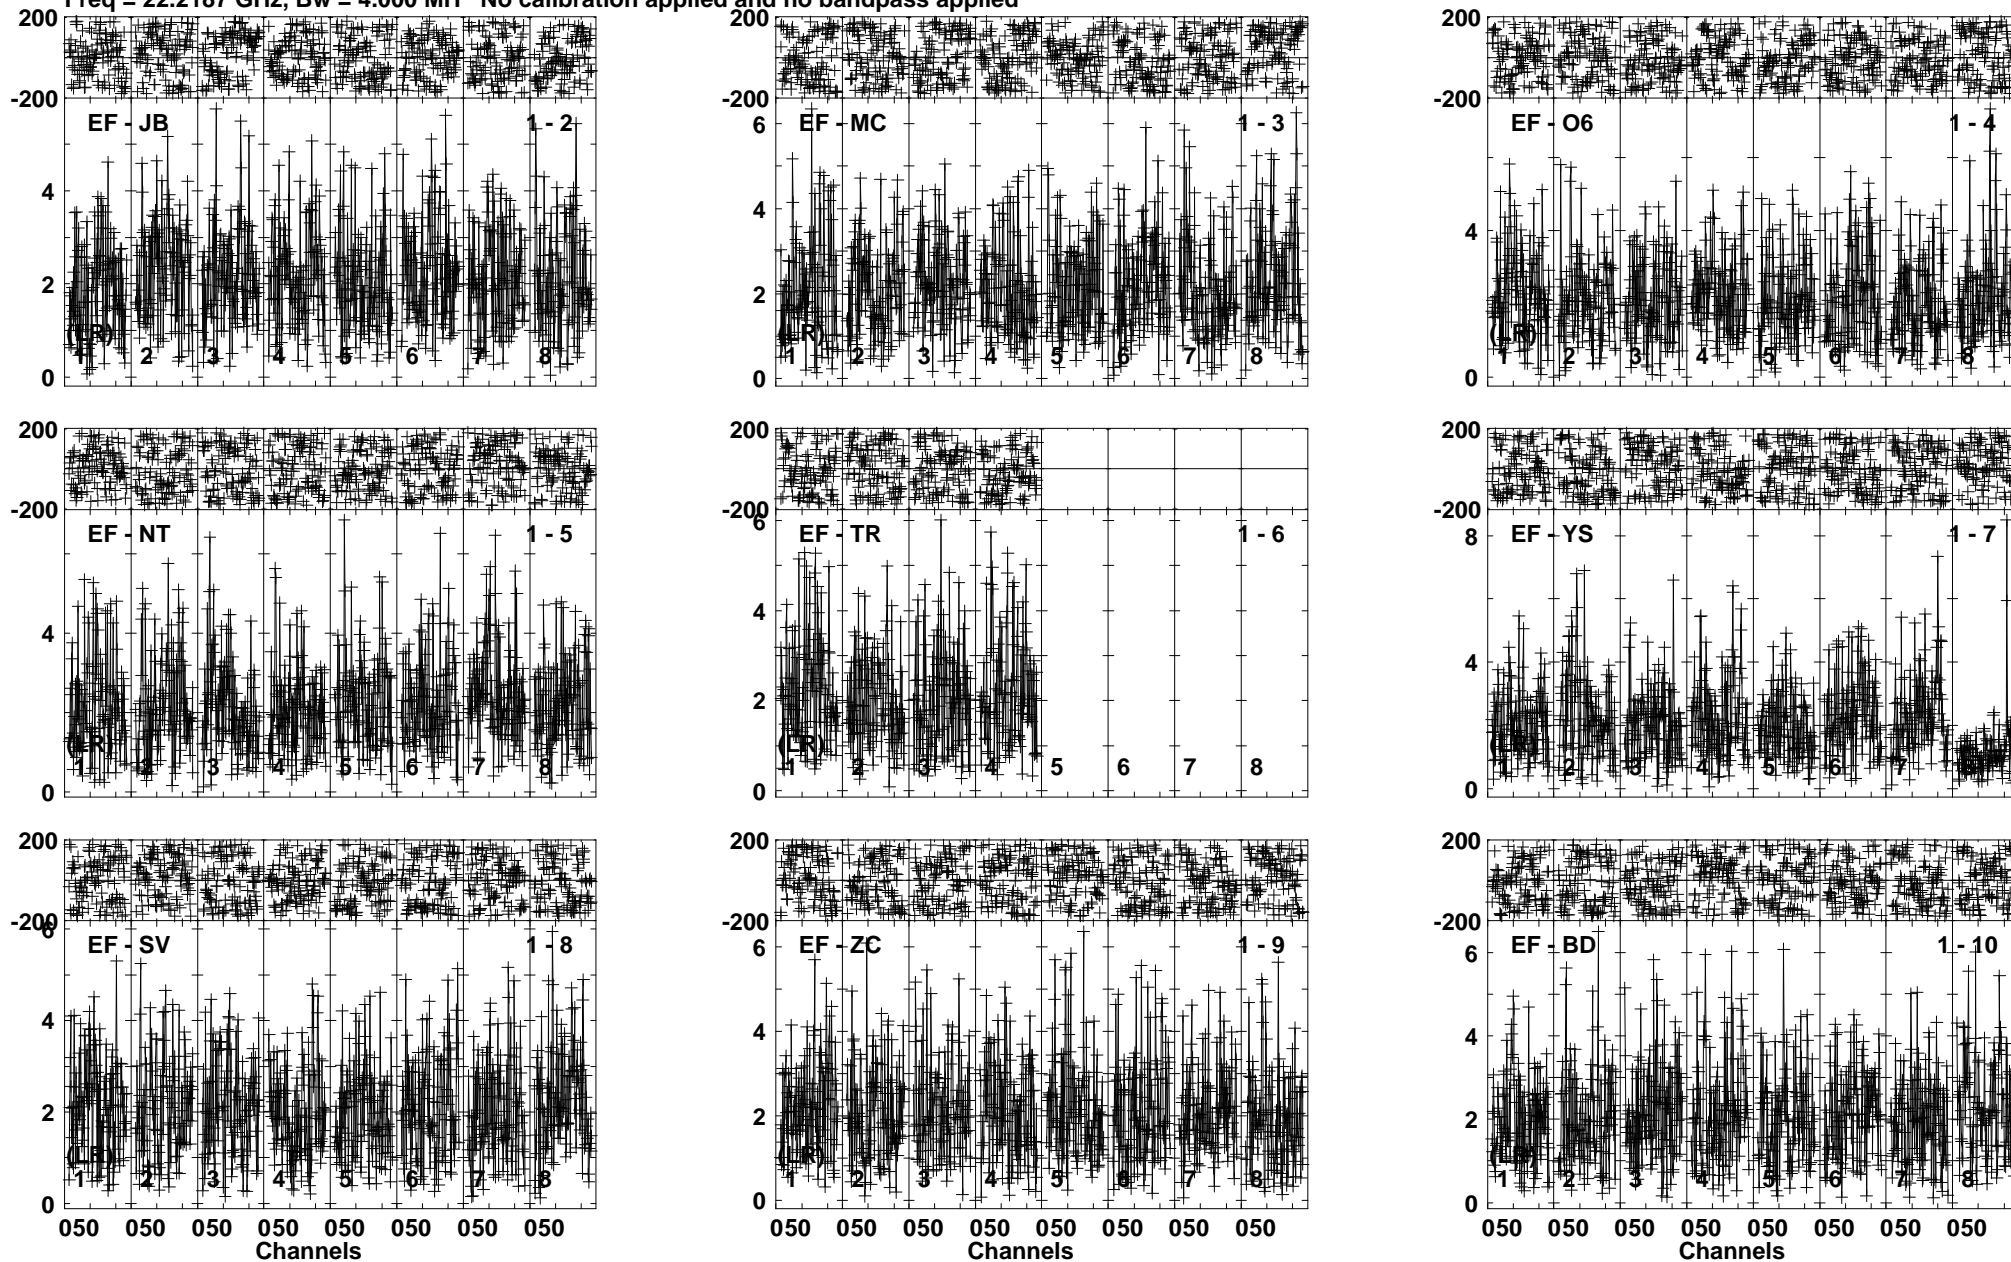 Freq = 22.2187 GHz, Bw = 4.000 MH No calibration applied and no bandpass applied
200 200 200
-200 -200 -200
EF - JB 1 - 2 EF - MC 1 - 3 EF - O6 1 - 4
6
4 4 4
2 2
(LR) (LR) (LR)
1 2 3 4 5 6 7 8 1 2 3 4 5 6 7 8 1 2 3 4 5 6 7 8
0 0 0
200 200 200
-200 -200 -200
6 8
EF - NT 1 - 5 EF - TR 1 - 6 EF - YS 1 - 7
4 4 4
2
(LR) (LR) (LR)
1 2 3 4 5 6 7 8 1 2 3 4 5 6 7 8 1 2 3 4 5 6 7 8
0 0 0
200 200 200
-200 -200 -200
6 6 6
EF - SV 1 - 8 EF - ZC 1 - 9 EF - BD 1 - 10
4 4 4
2 2 2
(LR) (LR) (LR)
1 2 3 4 5 6 7 8 1 2 3 4 5 6 7 8 1 2 3 4 5 6 7 8
0 0 0
050 050 050 050 050 050 050 050 050 050 050 050 050 050 050 050 050 050 050 050 050 050 050 050
Channels Channels Channels